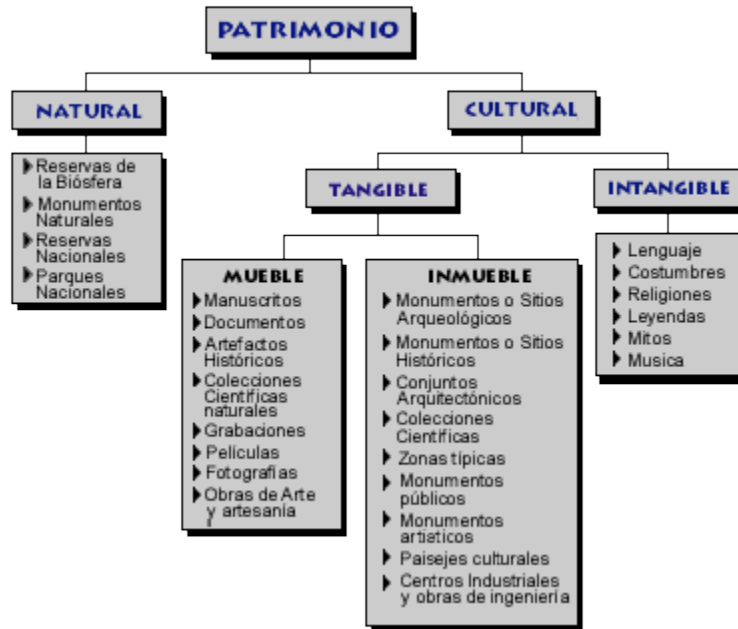 PATRIMONIO
NATURAL
Reservas de
la Biósfera
Monumentos
Naturales
Reservas
Nacionales
Parques
Nacionales
CULTURAL
TANGIBLE
MUEBLE
Manuscritos
Documentos
Artefactos
Históricos
Colecciones
Científicas
naturales
Grabaciones
Películas
Fotografías
Obras de Arte
y artesanía
INMUEBLE
Monumentos o Sitios
Arqueológicos
Monumentos o Sitios
Históricos
Conjuntos
Arquitectónicos
Colecciones
Científicas
Zonas típicas
Monumentos
públicos
Monumentos
artísticos
Paisejes culturales
Centros Industriales
y obras de ingeniería
INTANGIBLE
Lenguaje
Costumbres
Religiones
Leyendas
Mitos
Musica